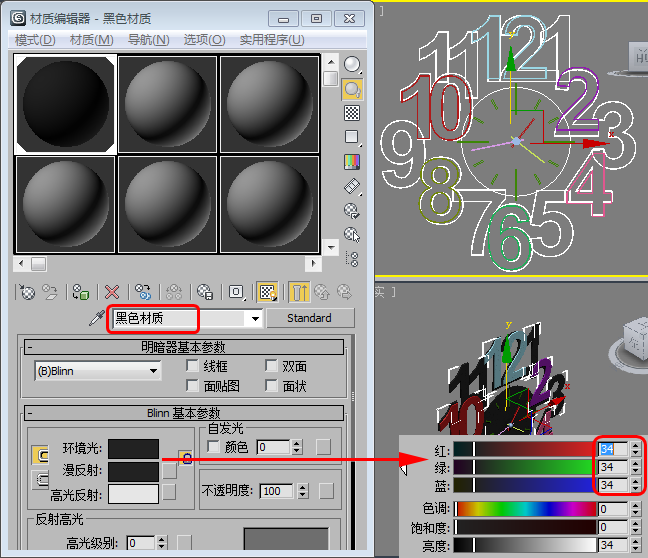 材质编辑器 - 黑色材质
模式(D) 材质(M) 导航(N) 选项(O) 实用程序(U)
黑色材质 Standard
- 明暗器基本参数
(B)Blinn 线框 双面
面贴图 面状
- Blinn 基本参数
自发光
环境光: 颜色 0
漫反射:
高光反射: 不透明度: 100
反射高光
高光级别: 0
]
12
11
1
2
10
3
9
4
8
5
7
6
y
x
前
实 ]
y
x
12
11
2
10
红: 34
绿: 34
蓝: 34
色调: 0
饱和度: 0
亮度: 34